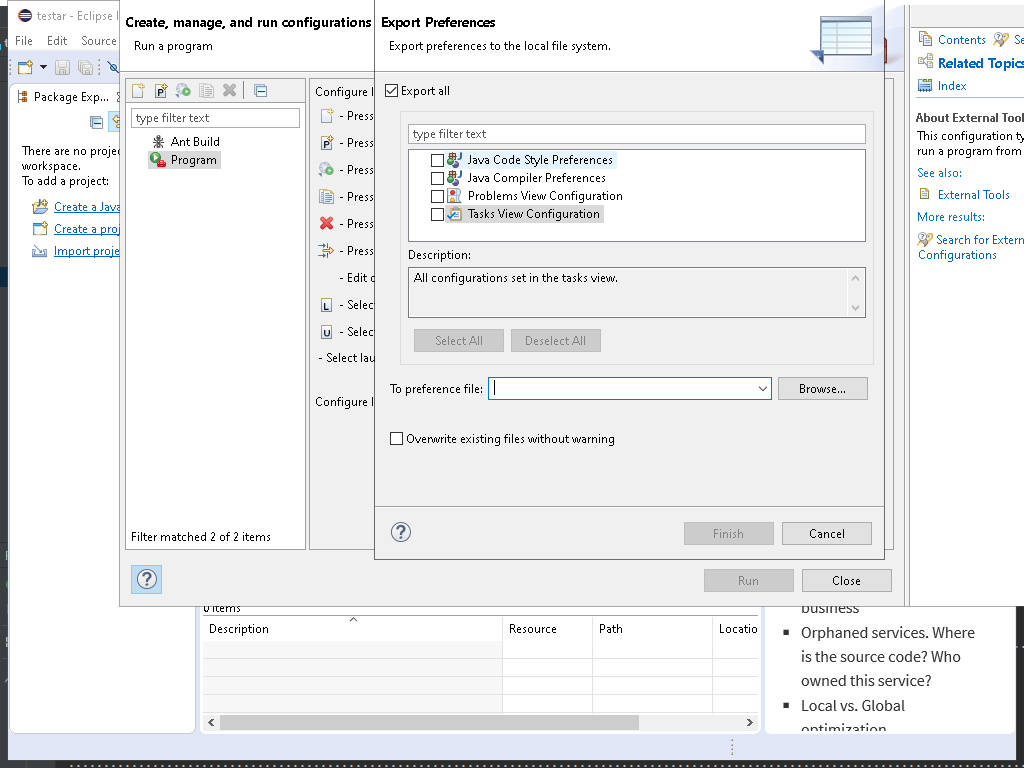 testar - Eclipse I
File Edit Source
Package Exp...
There are no proje
workspace.
To add a project:
Create a Java
Create a proj
Import proje
Create, manage, and run configurations
Run a program
type filter text
Ant Build
Program
Filter matched 2 of 2 items
Configure l
- Press
- Press
- Press
- Press
- Press
- Press
- Edit o
- Selec
- Selec
- Select lau
Configure l
Run
Close
Export Preferences
Export preferences to the local file system.
Export all
type filter text
Java Code Style Preferences
Java Compiler Preferences
Problems View Configuration
Tasks View Configuration
Description:
All configurations set in the tasks view.
Select All
Deselect All
To preference file:
Browse...
Overwrite existing files without warning
Finish
Cancel
Contents
Se
Related Topics
Index
About External Tool
This configuration ty
run a program from
See also:
External Tools
More results:
Search for Extern
Configurations
0 items
Description Resource Path Locatio
business
Orphaned services. Where
is the source code? Who
owned this service?
Local vs. Global
optimization